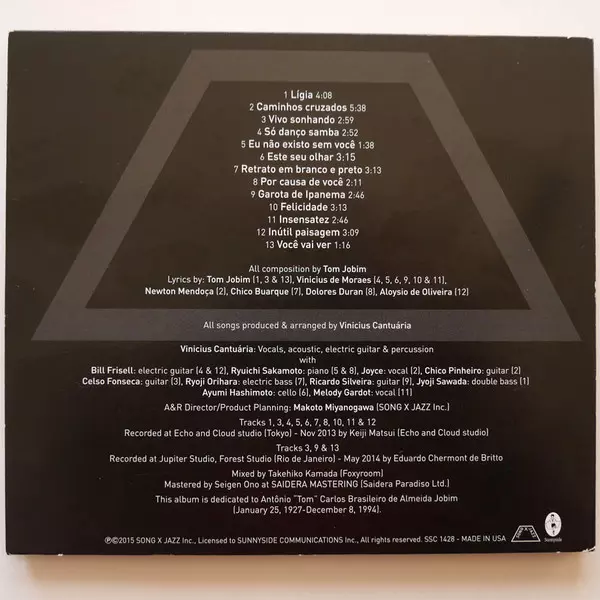 1 Lígia 4:08
2 Caminhos cruzados 5:38
3 Vivo sonhando 2:59
4 Só danço samba 2:52
5 Eu não existo sem você 1:38
6 Este seu olhar 3:15
7 Retrato em branco e preto 3:13
8 Por causa de você 2:11
9 Garota de Ipanema 2:46
10 Felicidade 3:13
11 Insensatez 2:46
12 Inútil paisagem 3:09
13 Você vai ver 1:16
All composition by Tom Jobim
Lyrics by: Tom Jobim (1, 3 & 13), Vinicius de Moraes (4, 5, 6, 9, 10 & 11),
Newton Mendoça (2), Chico Buarque (7), Dolores Duran (8), Aloysio de Oliveira (12)
All songs produced & arranged by Vinicius Cantuária
Vinicius Cantuária: Vocals, acoustic, electric guitar & percussion
with
Bill Frisell: electric guitar (4 & 12), Ryuichi Sakamoto: piano (5 & 8), Joyce: vocal (2), Chico Pinheiro: guitar (2)
Celso Fonseca: guitar (3), Ryoji Orihara: electric bass (7), Ricardo Silveira: guitar (9), Jyoji Sawada: double bass (1)
Ayumi Hashimoto: cello (6), Melody Gardot: vocal (11)
A&R Director/Product Planning: Makoto Miyanogawa (SONG X JAZZ Inc.)
Tracks 1, 3, 4, 5, 6, 7, 8, 10, 11 & 12
Recorded at Echo and Cloud studio (Tokyo) - Nov 2013 by Keiji Matsui (Echo and Cloud studio)
Tracks 3, 9 & 13
Recorded at Jupiter Studio, Forest Studio (Rio de Janeiro) - May 2014 by Eduardo Chermont de Britto
Mixed by Takehiko Kamada (Foxyroom)
Mastered by Seigen Ono at SAIDERA MASTERING (Saidera Paradiso Ltd.)
This album is dedicated to Antônio "Tom" Carlos Brasileiro de Almeida Jobim
(January 25, 1927-December 8, 1994).
℗©2015 SONG X JAZZ Inc., Licensed to SUNNYSIDE COMMUNICATIONS Inc., All rights reserved. SSC 1428 - MADE IN USA
Sunnyside